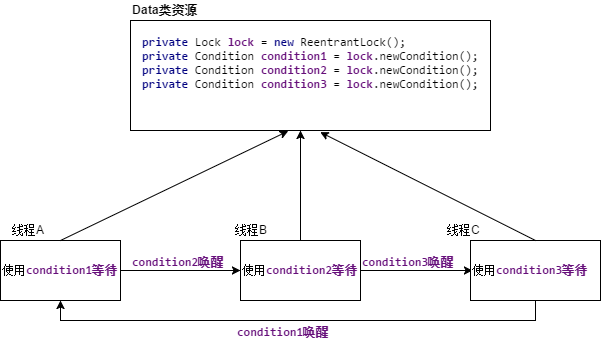 Data类资源
private Lock lock = new ReentrantLock();
private Condition condition1 = lock.newCondition();
private Condition condition2 = lock.newCondition();
private Condition condition3 = lock.newCondition();
线程A
线程B
线程C
使用condition1等待
condition2唤醒
使用condition2等待
condition3唤醒
使用condition3等待
condition1唤醒